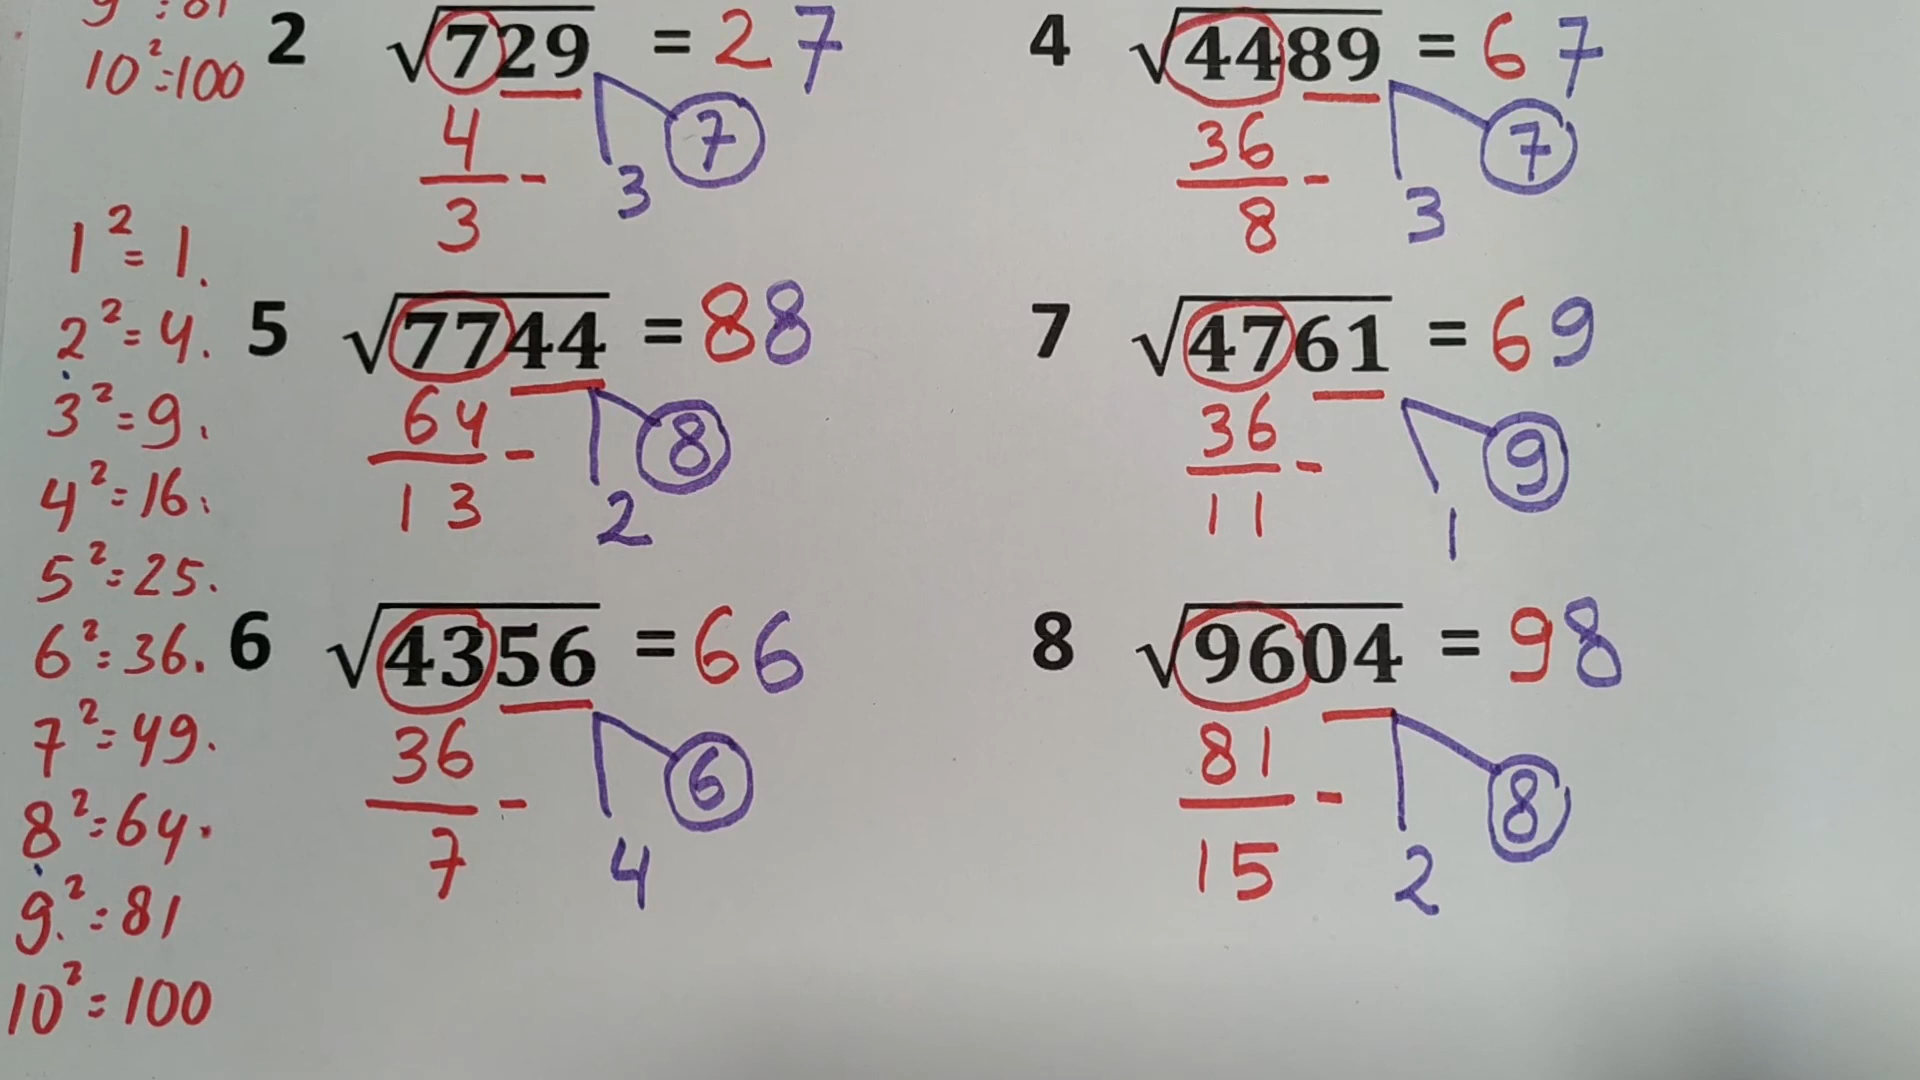 9 = 81
10² = 100
2 √729 = 27
4
3
3 7
4 √4489 = 67
36
8
3 7
1² = 1.
2² = 4.
3² = 9.
4² = 16.
5² = 25.
6² = 36.
7² = 49.
8² = 64.
9² = 81
10² = 100
5 √7744 = 88
64
13
2 8
7 √4761 = 69
36
11
1 9
6 √4356 = 66
36
7
4 6
8 √9604 = 98
81
15
2 8